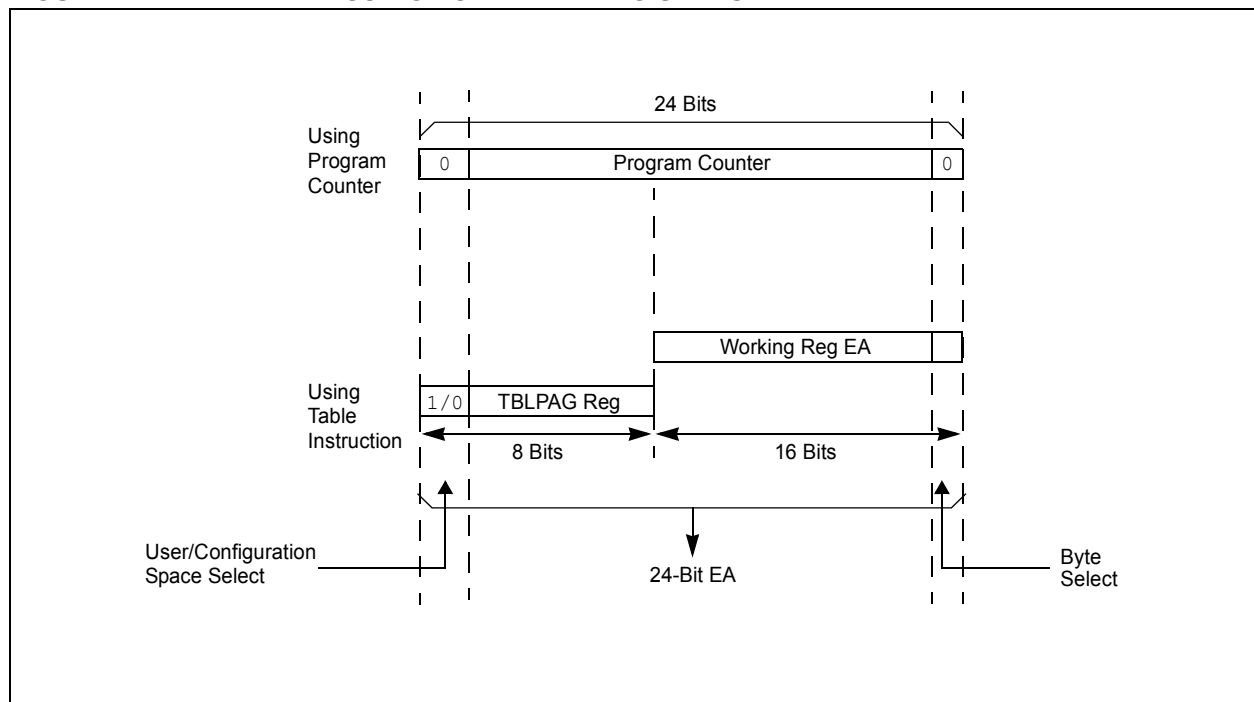 24 Bits
Using
Program
Counter
0
Program Counter
0
Working Reg EA
Using
Table
Instruction
1/0
TBLPAG Reg
8 Bits
16 Bits
User/Configuration
Space Select
24-Bit EA
Byte
Select